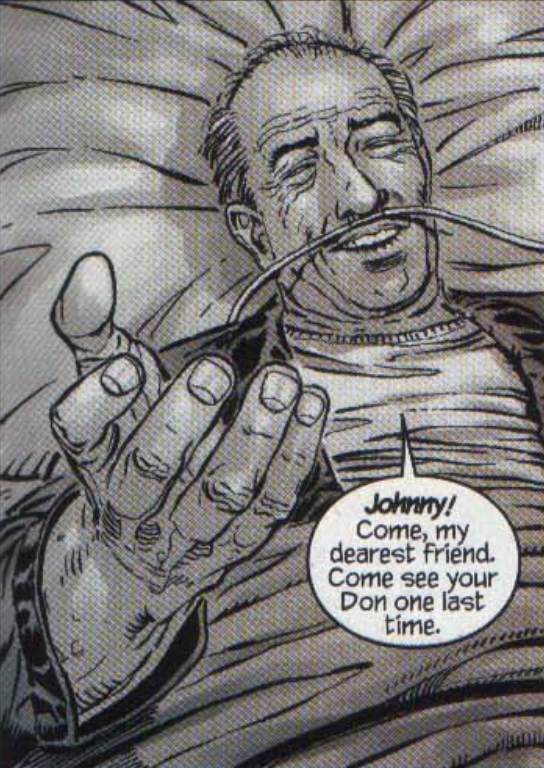 Johnny!
Come, my
dearest friend.
Come see your
Don one last
time.